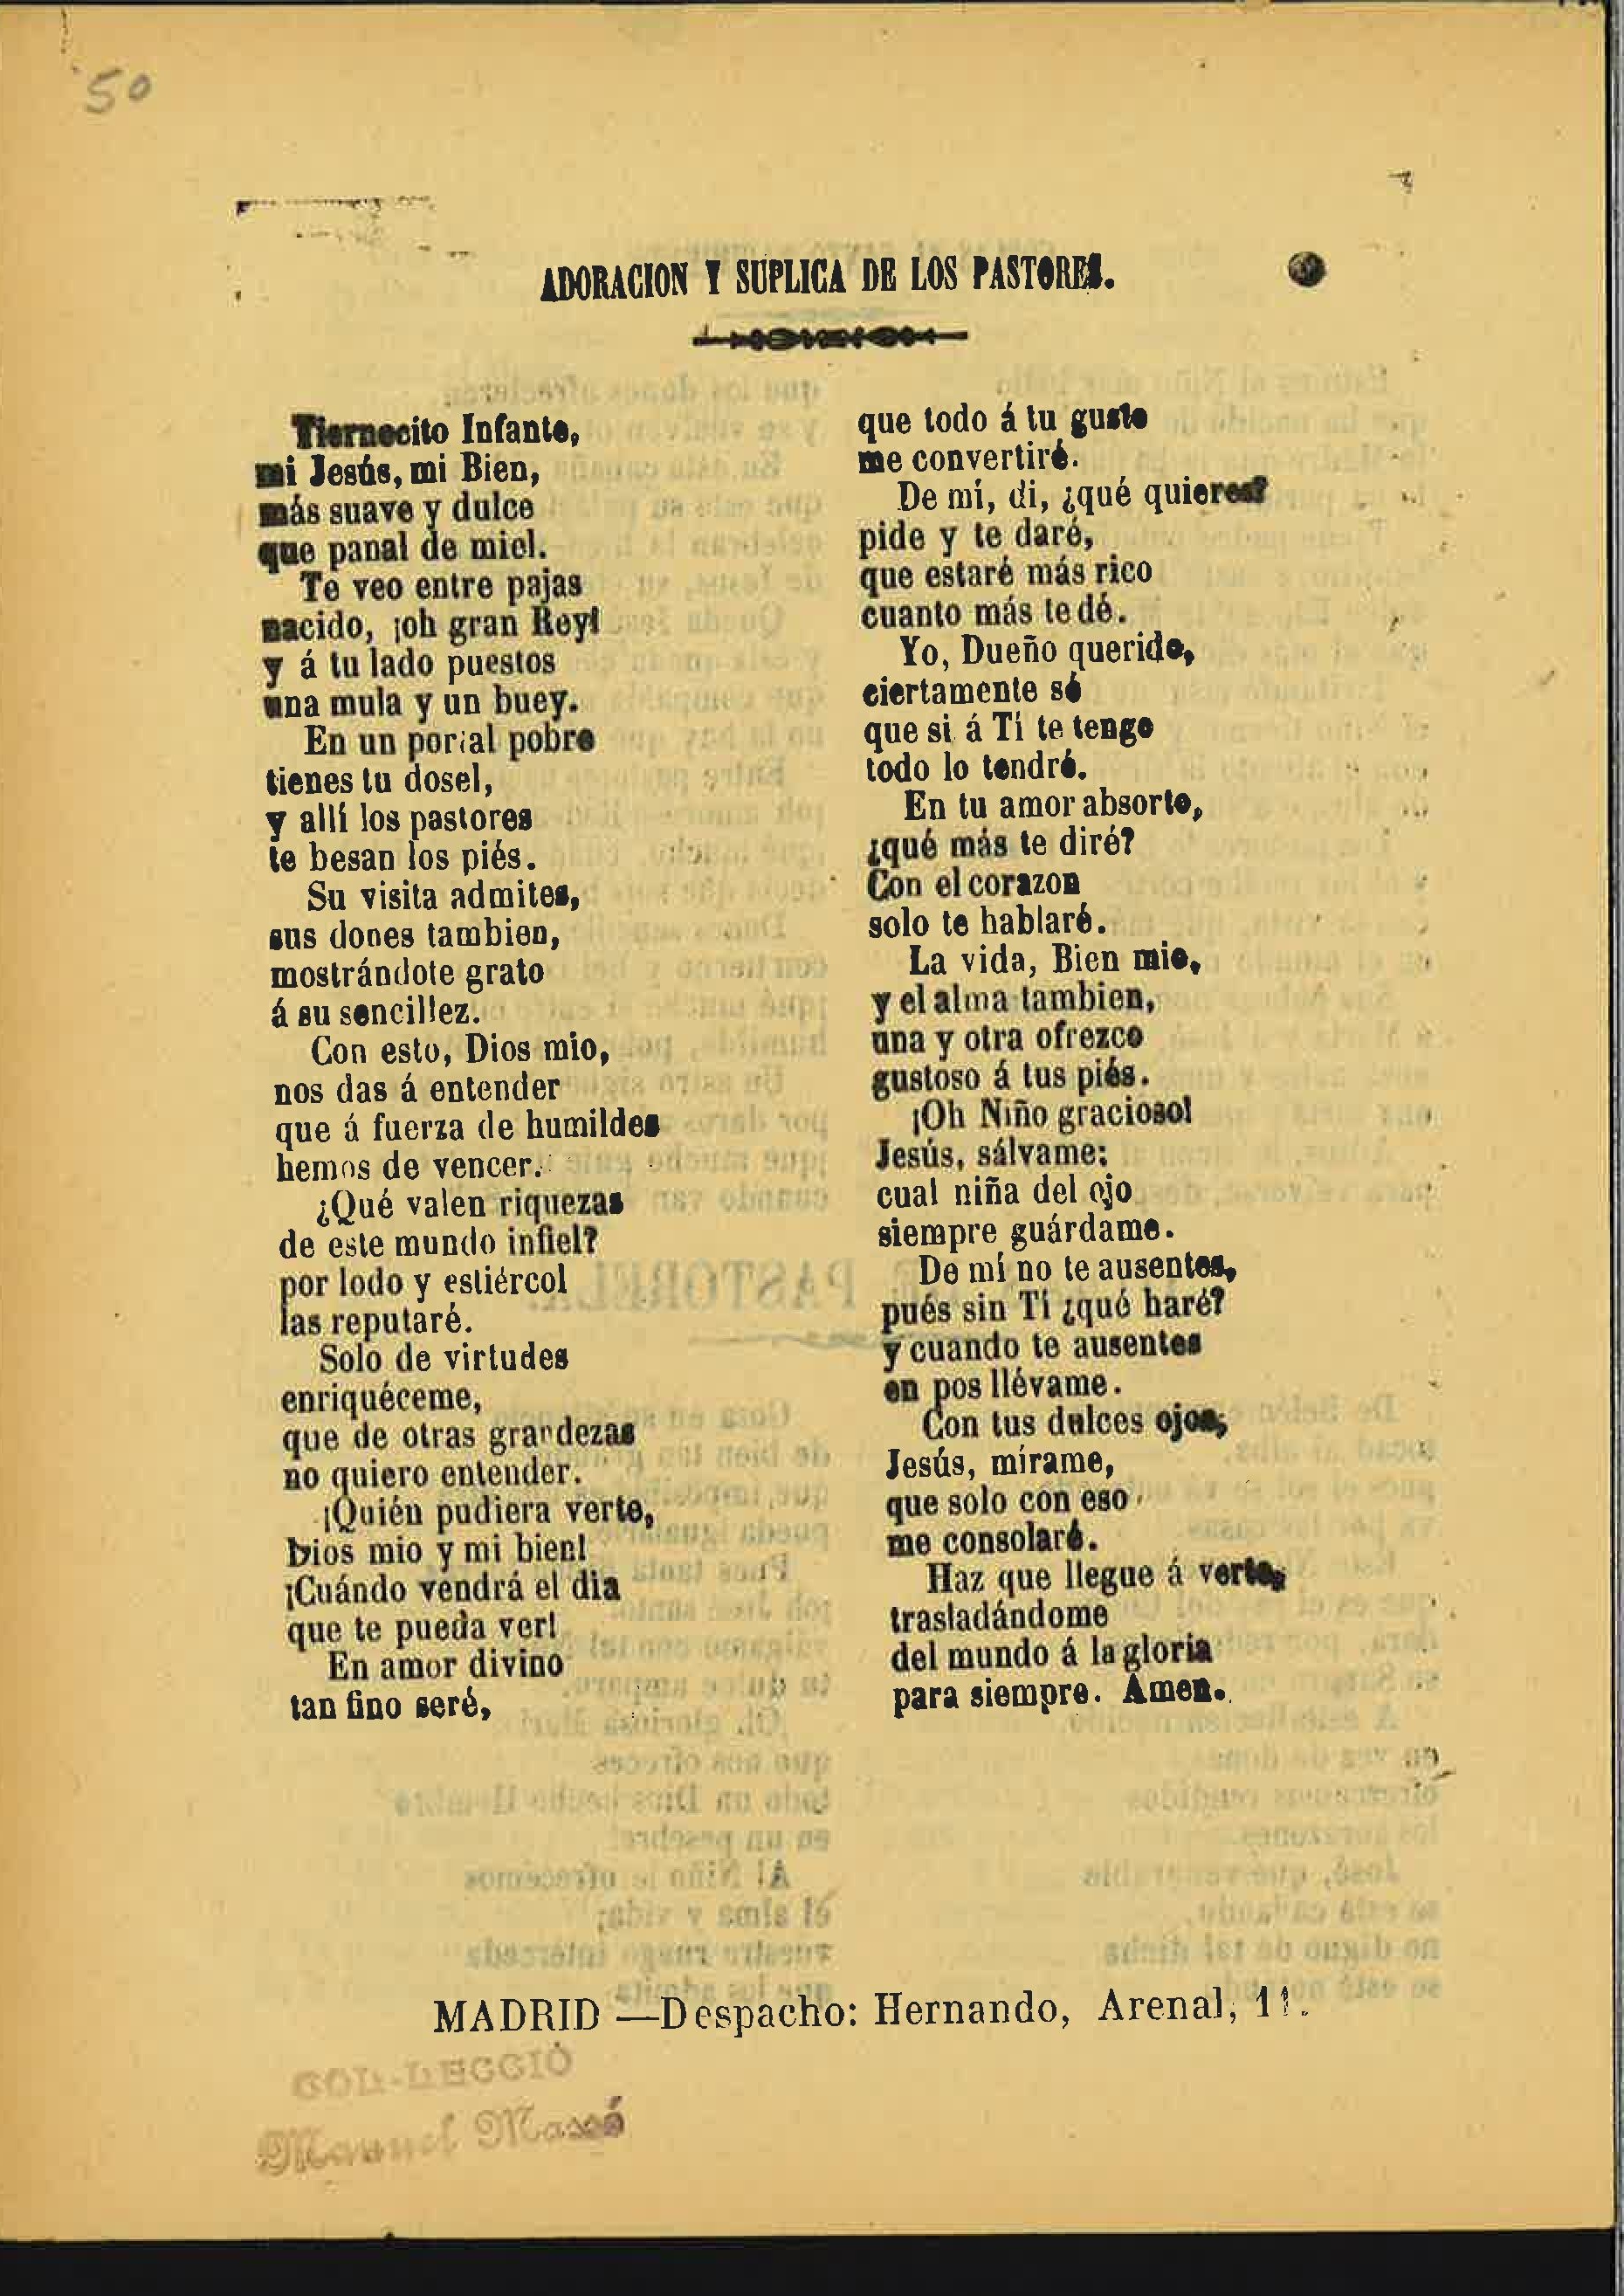 50
ADORACION Y SUPLICA DE LOS PASTORES.
Tiernecito Infante,
mi Jesús, mi Bien,
más suave y dulce
que panal de miel.
Te veo entre pajas
nacido, ¡oh gran Rey!
y á tu lado puestos
una mula y un buey.
En un portal pobre
tienes tu dosel,
y allí los pastores
te besan los piés.
Su visita admites,
sus dones tambien,
mostrándote grato
á su sencillez.
Con esto, Dios mio,
nos das á entender
que á fuerza de humildes
hemos de vencer.
¿Qué valen riquezas
de este mundo infiel?
por lodo y estiércol
las reputaré.
Solo de virtudes
enriquéceme,
que de otras grandezas
no quiero entender.
¡Quién pudiera verte,
Dios mio y mi bien!
¡Cuándo vendrá el dia
que te pueda ver!
En amor divino
tan fino seré,
que todo á tu gusto
me convertiré.
De mí, di, ¿qué quieres?
pide y te daré,
que estaré más rico
cuanto más te dé.
Yo, Dueño querido,
ciertamente sé
que si á Tí te tengo
todo lo tendré.
En tu amor absorto,
¿qué más te diré?
Con el corazon
solo te hablaré.
La vida, Bien mio,
y el alma tambien,
una y otra ofrezco
gustoso á tus piés.
¡Oh Niño gracioso!
Jesús, sálvame;
cual niña del ojo
siempre guárdame.
De mí no te ausentes,
pués sin Tí ¿qué haré?
y cuando te ausentes
en pos llévame.
Con tus dulces ojos,
Jesús, mírame,
que solo con eso
me consolaré.
Haz que llegue á verte,
trasladándome
del mundo á la gloria
para siempre. Amen.
MADRID —Despacho: Hernando, Arenal, 11.
COL·LECCIÓ
Manuel Massó